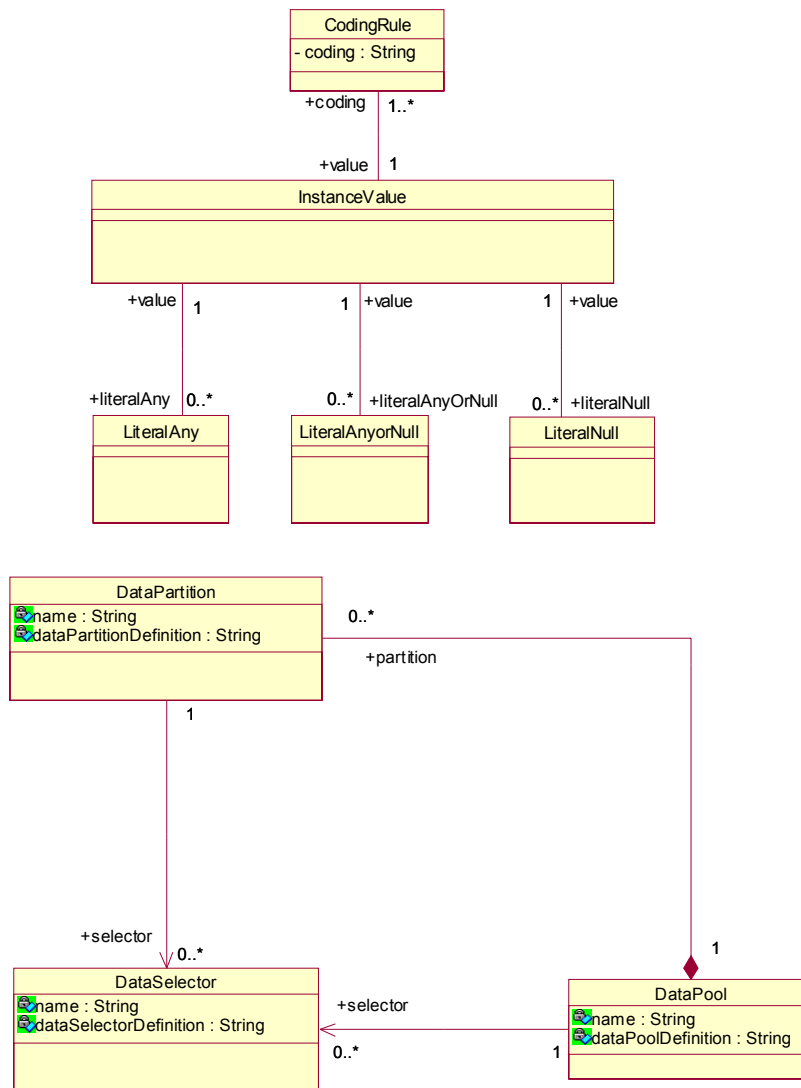 CodingRule
- coding : String
+coding
1..*
+value
1
InstanceValue
+value
1
1
+value
1
+value
+literalAny
0..*
0..*
+literalAnyOrNull
0..*
+literalNull
LiteralAny
LiteralAnyorNull
LiteralNull
DataPartition
name : String
dataPartitionDefinition : String
0..*
+partition
1
+selector
0..*
1
DataSelector
name : String
dataSelectorDefinition : String
+selector
0..*
1
DataPool
name : String
dataPoolDefinition : String